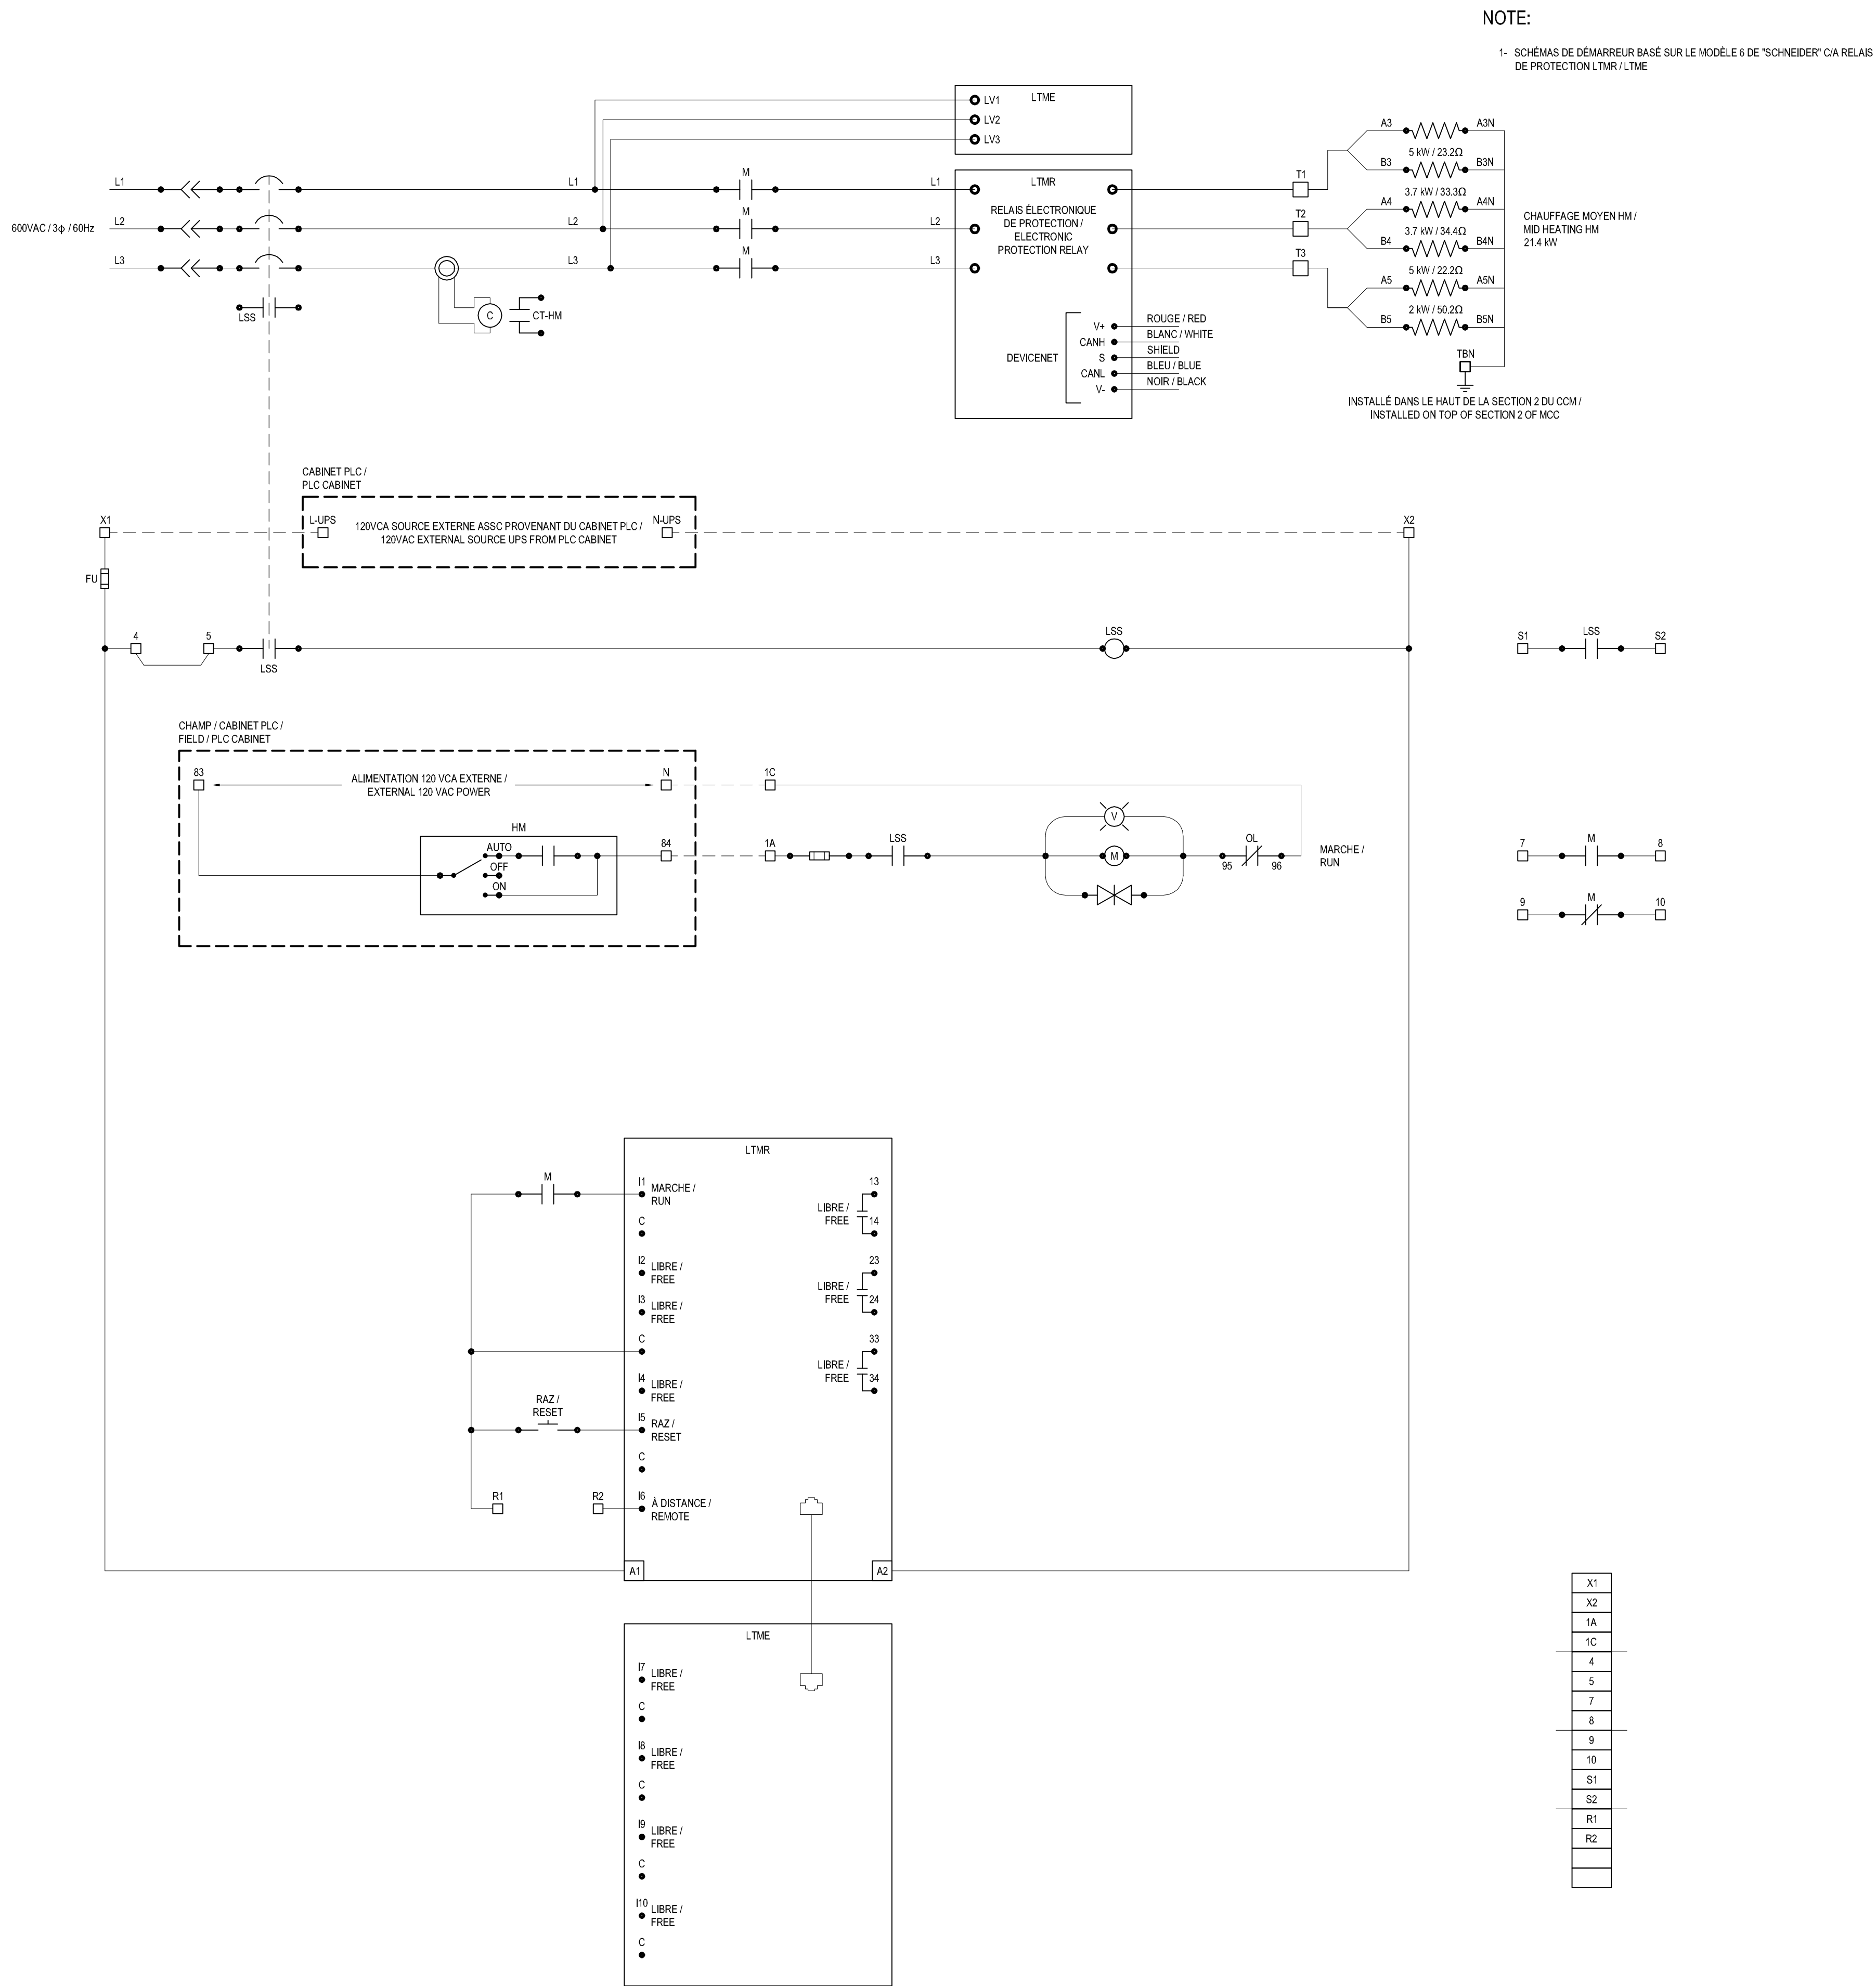 NOTE:
1- SCHÉMAS DE DÉMARREUR BASÉ SUR LE MODÈLE 6 DE "SCHNEIDER" C/A RELAIS
DE PROTECTION LTMR / LTME
LTME
LV1
LV2
LV3
600VAC / 3ϕ / 60Hz
L1
L2
L3
LSS
C
CT-HM
L1
L2
L3
M
M
M
L1
L2
L3
LTMR
RELAIS ÉLECTRONIQUE
DE PROTECTION /
ELECTRONIC
PROTECTION RELAY
DEVICENET
V+
CANH
S
CANL
V-
ROUGE / RED
BLANC / WHITE
SHIELD
BLEU / BLUE
NOIR / BLACK
T1
T2
T3
A3
A3N
5 kW / 23.2Ω
B3
B3N
3.7 kW / 33.3Ω
A4
A4N
3.7 kW / 34.4Ω
B4
B4N
5 kW / 22.2Ω
A5
A5N
2 kW / 50.2Ω
B5
B5N
TBN
CHAUFFAGE MOYEN HM /
MID HEATING HM
21.4 kW
INSTALLÉ DANS LE HAUT DE LA SECTION 2 DU CCM /
INSTALLED ON TOP OF SECTION 2 OF MCC
CABINET PLC /
PLC CABINET
X1
L-UPS
120VCA SOURCE EXTERNE ASSC PROVENANT DU CABINET PLC /
120VAC EXTERNAL SOURCE UPS FROM PLC CABINET
N-UPS
X2
FU
4
5
LSS
LSS
S1
LSS
S2
CHAMP / CABINET PLC /
FIELD / PLC CABINET
83
ALIMENTATION 120 VCA EXTERNE /
EXTERNAL 120 VAC POWER
N
1C
HM
AUTO
OFF
ON
84
1A
LSS
V
M
OL
95
96
MARCHE /
RUN
7
M
8
9
M
10
LTMR
M
I1
MARCHE /
RUN
C
I2
LIBRE /
FREE
I3
LIBRE /
FREE
C
I4
LIBRE /
FREE
RAZ /
RESET
I5
RAZ /
RESET
C
R1
R2
I6
À DISTANCE /
REMOTE
13
LIBRE /
FREE
14
23
LIBRE /
FREE
24
33
LIBRE /
FREE
34
A1
A2
LTME
I7
LIBRE /
FREE
C
I8
LIBRE /
FREE
C
I9
LIBRE /
FREE
C
I10
LIBRE /
FREE
C
X1
X2
1A
1C
4
5
7
8
9
10
S1
S2
R1
R2